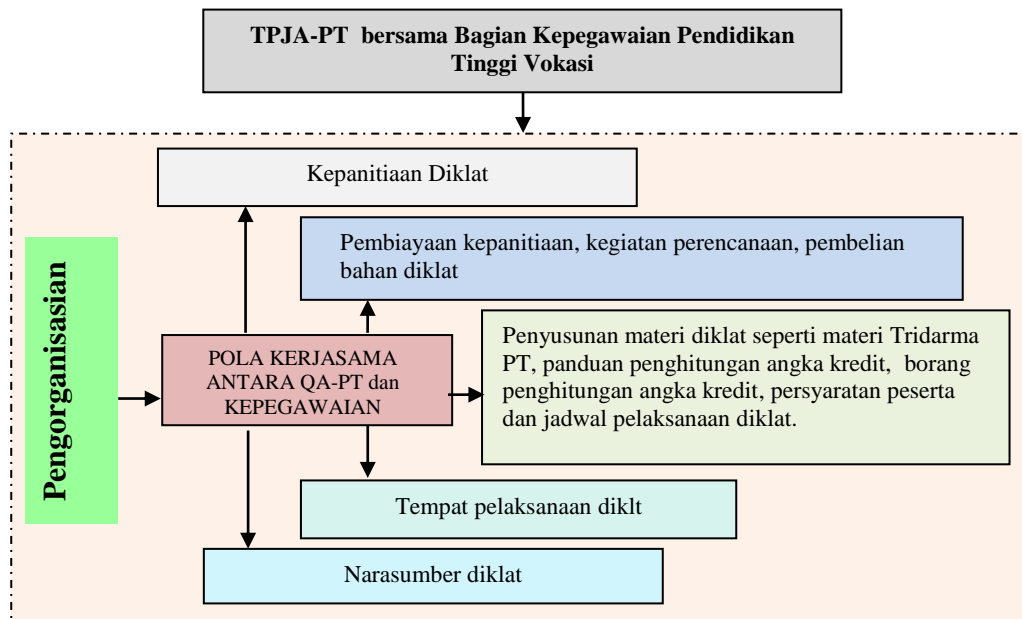 TPJA-PT bersama Bagian Kepegawaian Pendidikan
Tinggi Vokasi
Kepanitiaan Diklat
Pembiayaan kepanitiaan, kegiatan perencanaan, pembelian
bahan diklat
Pengorganisasian
POLA KERJASAMA
ANTARA QA-PT dan
KEPEGAWAIAN
Penyusunan materi diklat seperti materi Tridarma
PT, panduan penghitungan angka kredit, borang
penghitungan angka kredit, persyaratan peserta
dan jadwal pelaksanaan diklat.
Tempat pelaksanaan diklt
Narasumber diklat